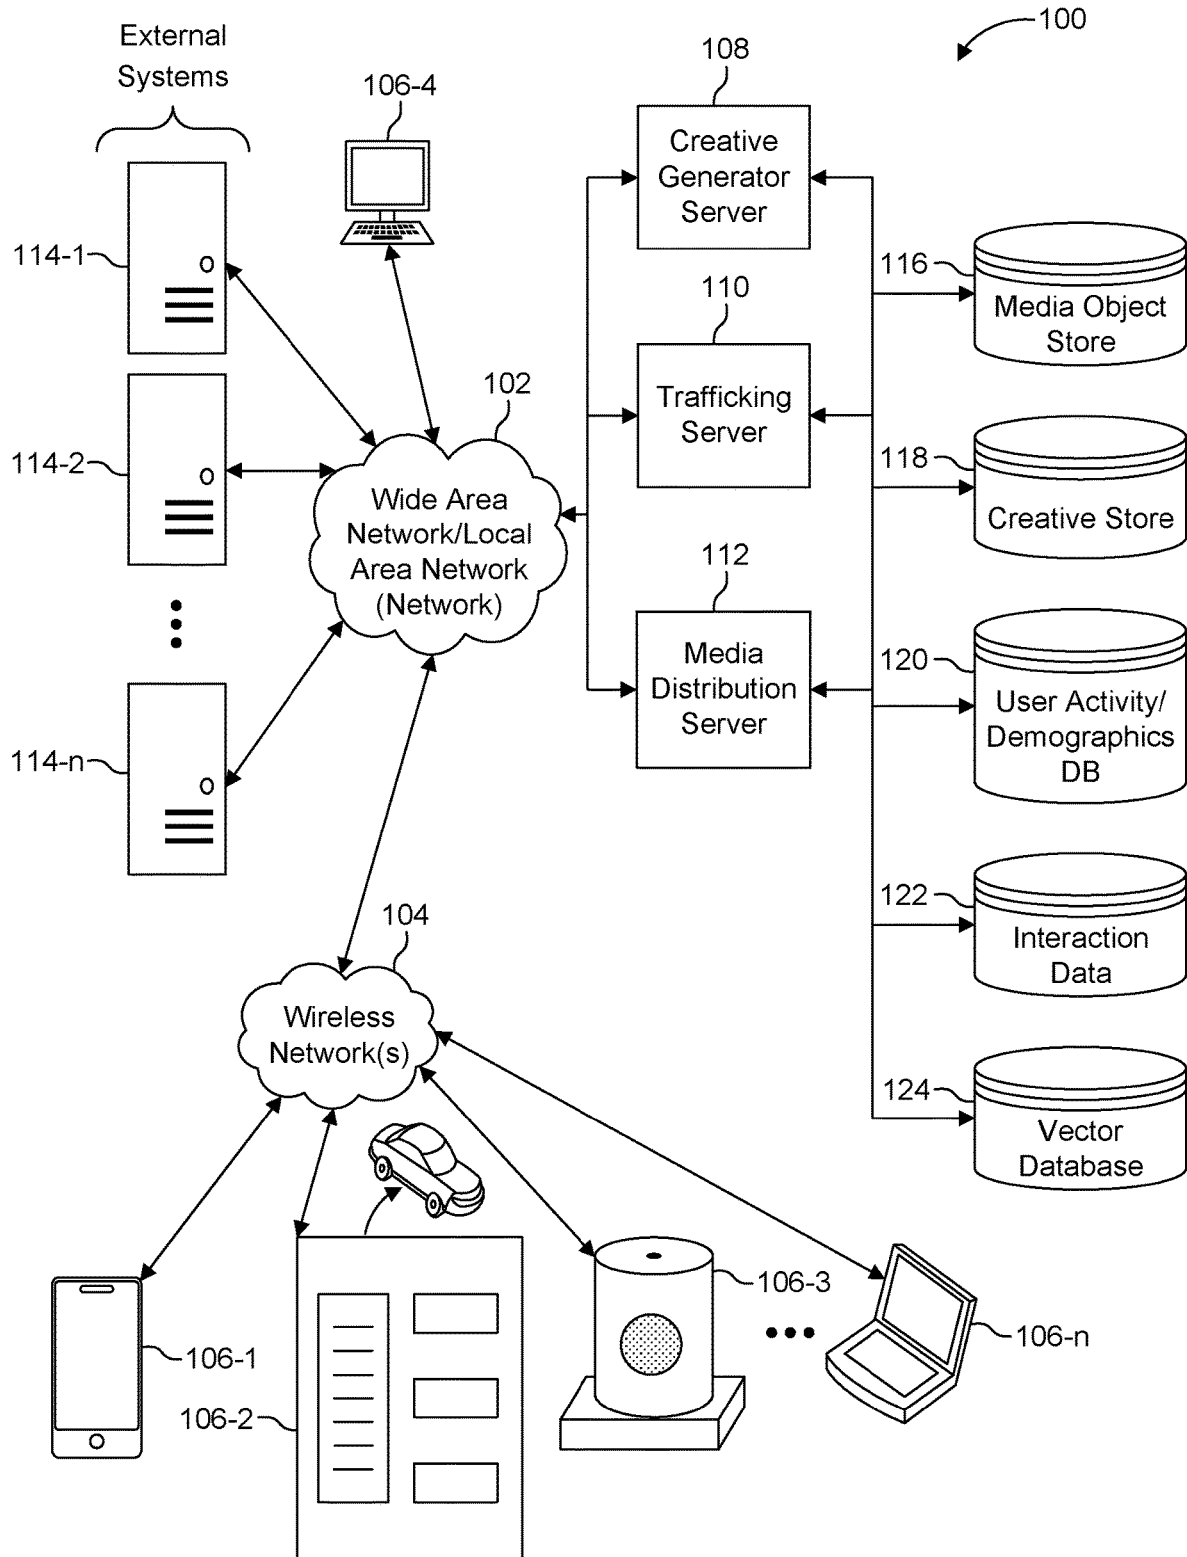 100
External
Systems
106-4
108
Creative
Generator
Server
114-1
116
Media Object
Store
110
Trafficking
Server
102
114-2
118
Creative Store
Wide Area
Network/Local
Area Network
(Network)
112
Media
Distribution
Server
120
User Activity/
Demographics
DB
114-n
122
Interaction
Data
104
Wireless
Network(s)
124
Vector
Database
106-1
106-2
106-3
106-n